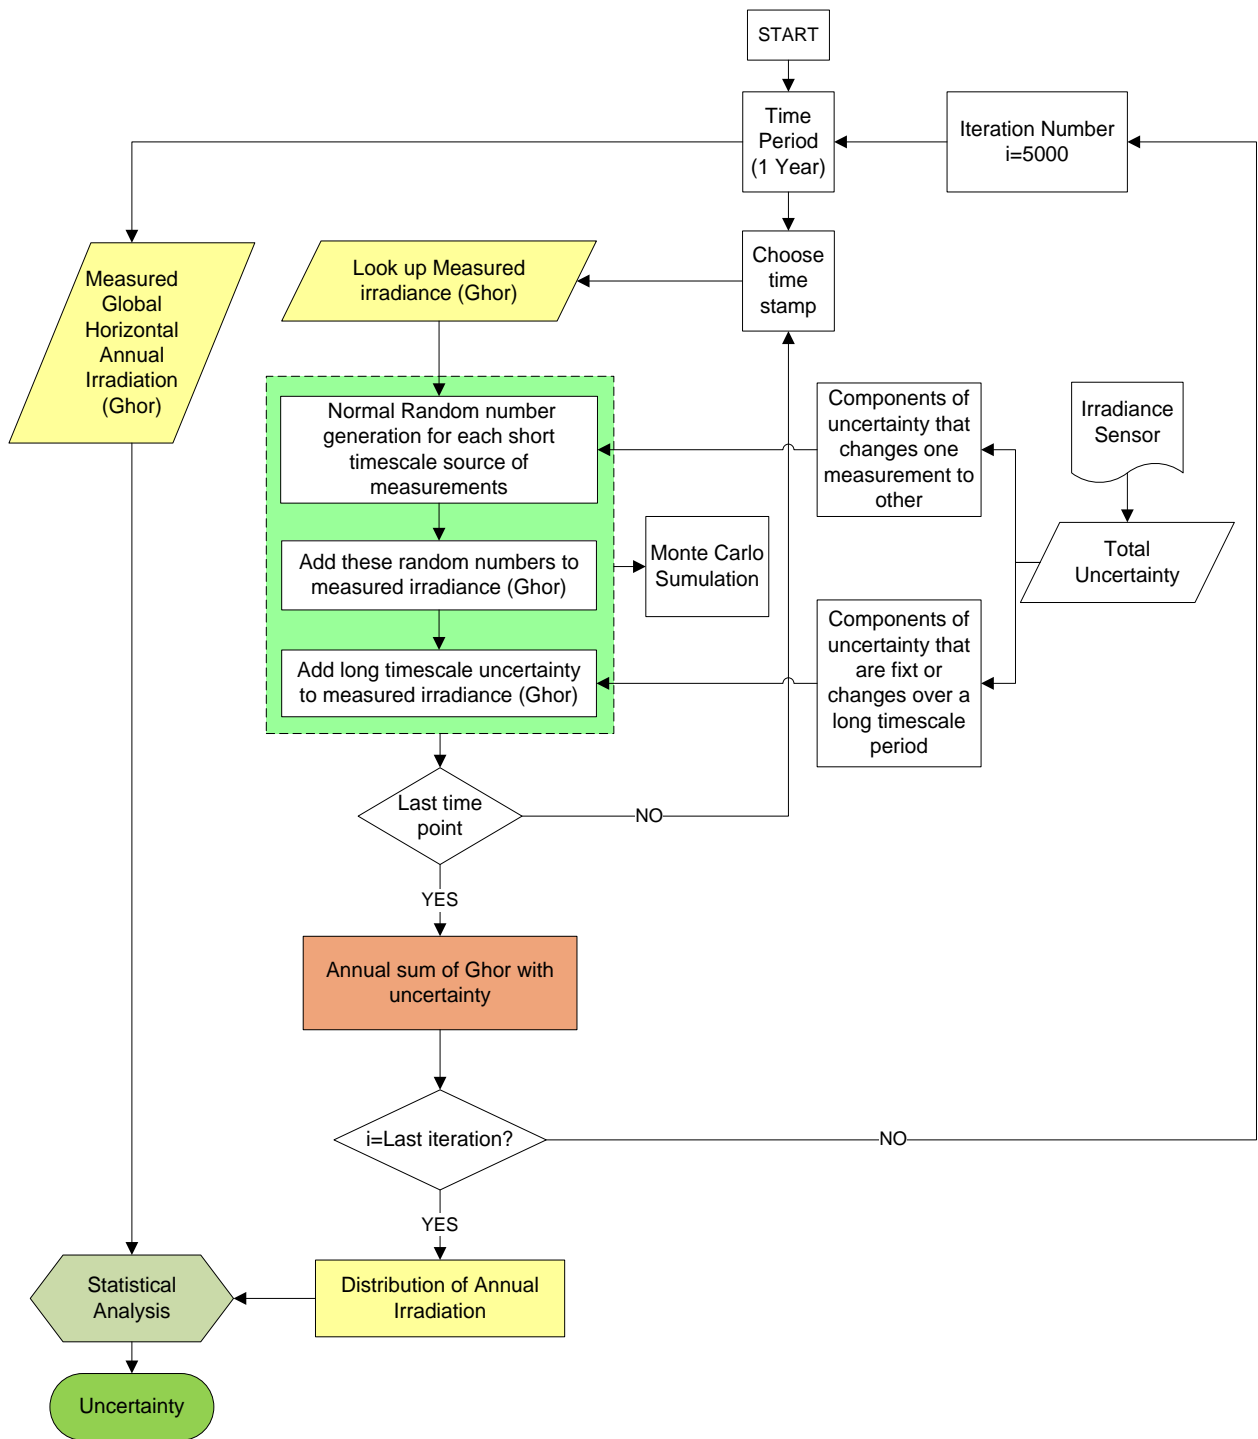 START
Time
Period
(1 Year)
Iteration Number
i=5000
Measured
Global
Horizontal
Annual
Irradiation
(Ghor)
Look up Measured
irradiance (Ghor)
Choose
time
stamp
Normal Random number
generation for each short
timescale source of
measurements
Components of
uncertainty that
changes one
measurement to
other
Irradiance
Sensor
Add these random numbers to
measured irradiance (Ghor)
Monte Carlo
Sumulation
Total
Uncertainty
Add long timescale uncertainty
to measured irradiance (Ghor)
Components of
uncertainty that
are fixt or
changes over a
long timescale
period
Last time
point
NO
YES
Annual sum of Ghor with
uncertainty
i=Last iteration?
NO
YES
Statistical
Analysis
Distribution of Annual
Irradiation
Uncertainty